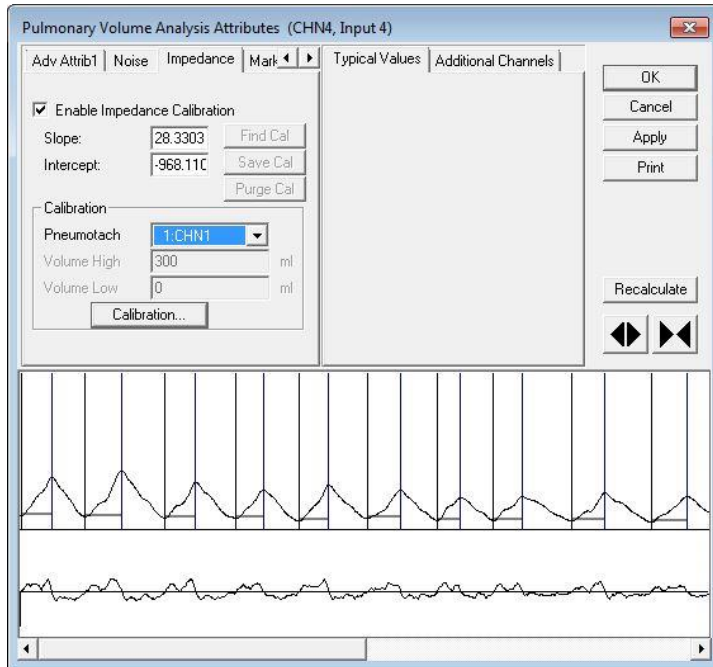 Pulmonary Volume Analysis Attributes (CHN4, Input 4)
Adv Attrib1 Noise Impedance Mark
Typical Values Additional Channels
OK
Cancel
Apply
Print
Enable Impedance Calibration
Slope: 28.3303 Find Cal
Intercept: -968.110 Save Cal
Purge Cal
Calibration
Pneumotach 1:CHN1
Volume High 300 ml
Volume Low 0 ml
Calibration...
Recalculate